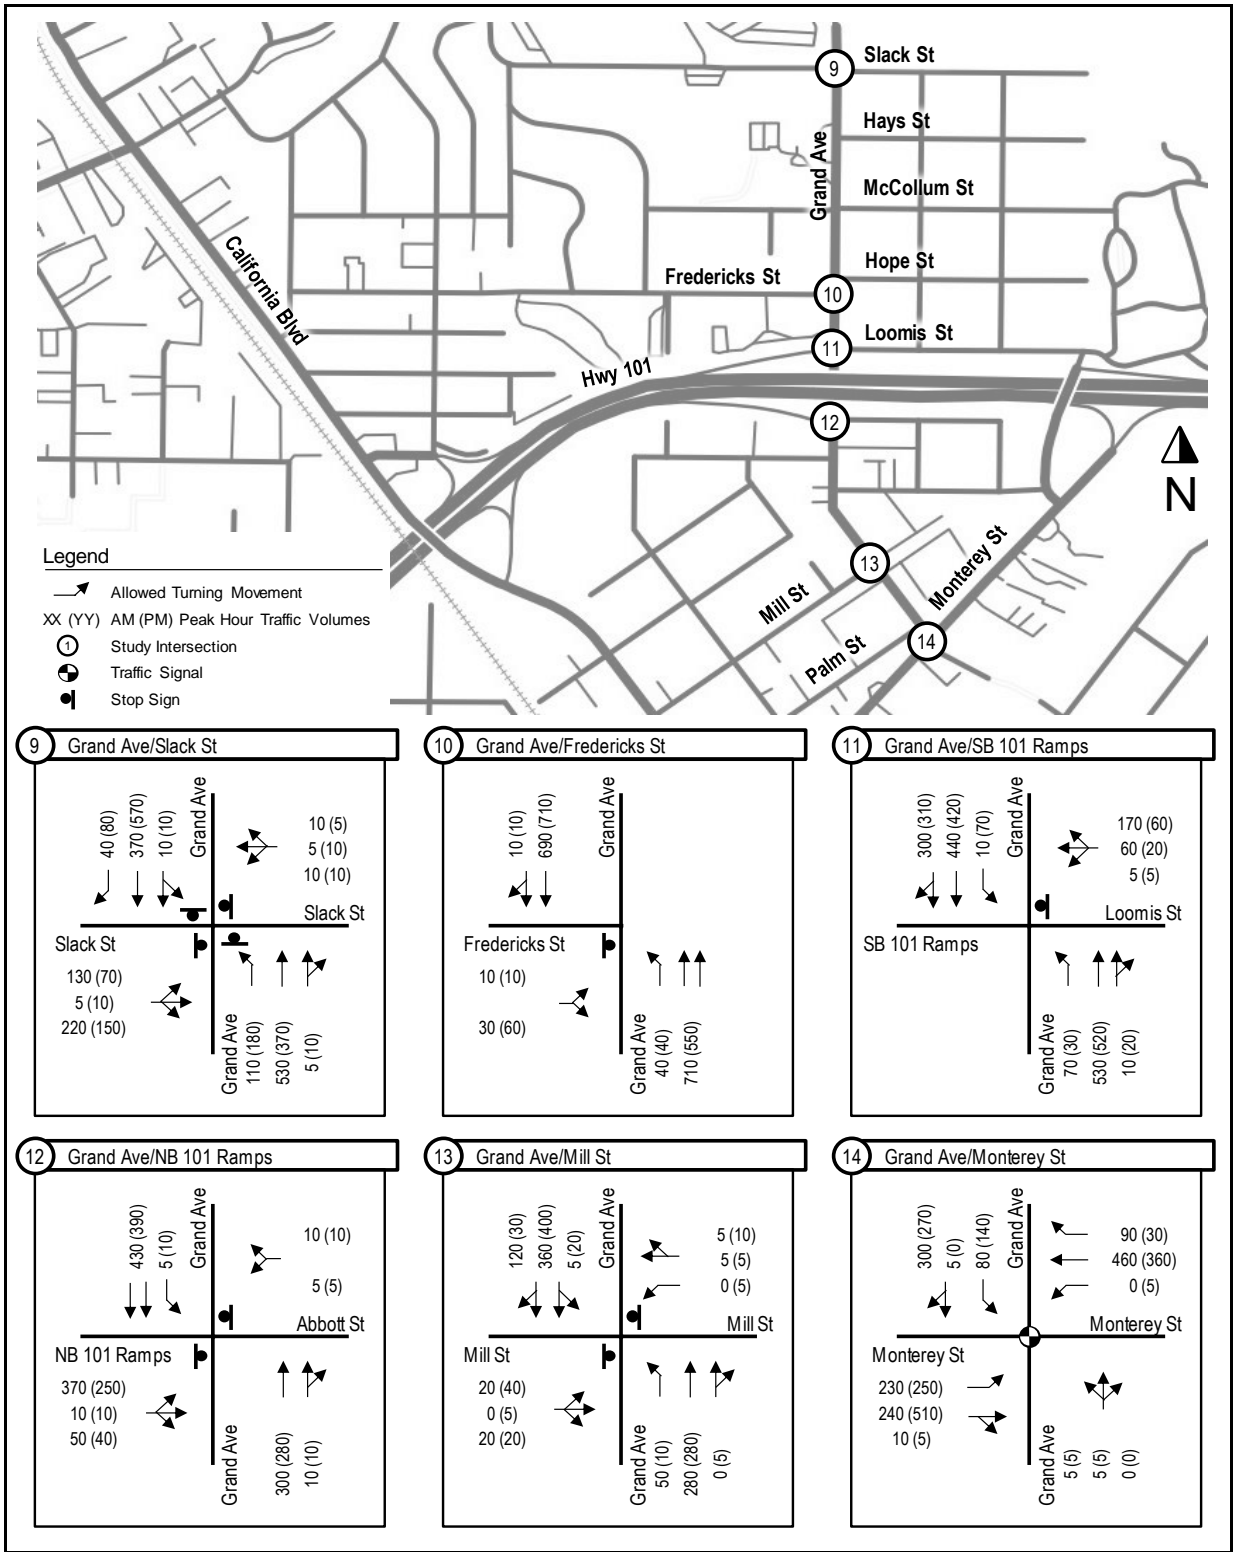 9
Slack St
Hays St
Grand Ave
McCollum St
California Blvd
Fredericks St
Hope St
10
Loomis St
11
Hwy 101
12
N
13
Mill St
Monterey St
Palm St
14
Legend
Allowed Turning Movement
XX (YY) AM (PM) Peak Hour Traffic Volumes
1 Study Intersection
Traffic Signal
Stop Sign
9 Grand Ave/Slack St
40 (80)
370 (570)
10 (10)
Grand Ave
10 (5)
5 (10)
10 (10)
Slack St
Slack St
130 (70)
5 (10)
220 (150)
Grand Ave
110 (180)
530 (370)
5 (10)
10 Grand Ave/Fredericks St
10 (10)
690 (710)
Grand Ave
Fredericks St
10 (10)
30 (60)
Grand Ave
40 (40)
710 (550)
11 Grand Ave/SB 101 Ramps
300 (310)
440 (420)
10 (70)
Grand Ave
170 (60)
60 (20)
5 (5)
Loomis St
SB 101 Ramps
Grand Ave
70 (30)
530 (520)
10 (20)
12 Grand Ave/NB 101 Ramps
430 (390)
5 (10)
Grand Ave
10 (10)
5 (5)
Abbott St
NB 101 Ramps
370 (250)
10 (10)
50 (40)
Grand Ave
300 (280)
10 (10)
13 Grand Ave/Mill St
120 (30)
360 (400)
5 (20)
Grand Ave
5 (10)
5 (5)
0 (5)
Mill St
Mill St
20 (40)
0 (5)
20 (20)
Grand Ave
50 (10)
280 (280)
0 (5)
14 Grand Ave/Monterey St
300 (270)
5 (0)
80 (140)
Grand Ave
90 (30)
460 (360)
0 (5)
Monterey St
Monterey St
230 (250)
240 (510)
10 (5)
Grand Ave
5 (5)
5 (5)
0 (0)